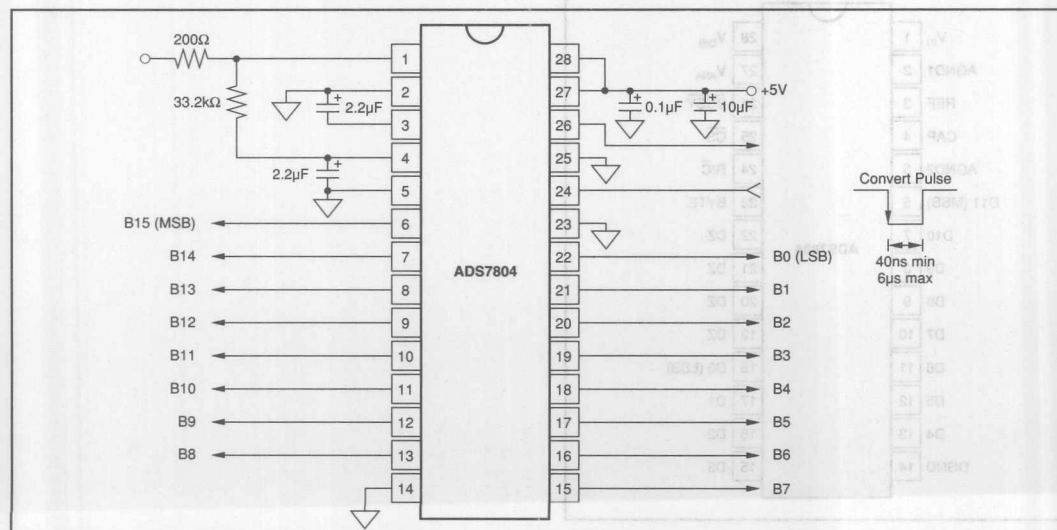 200Ω
33.2kΩ
2.2µF
+
2.2µF
+
B15 (MSB)
B14
B13
B12
B11
B10
B9
B8
1
2
3
4
5
6
7
8
9
10
11
12
13
14
ADS7804
28
27
26
25
24
23
22
21
20
19
18
17
16
15
+
0.1µF
+
10µF
+5V
B0 (LSB)
B1
B2
B3
B4
B5
B6
B7
Convert Pulse
40ns min
6µs max